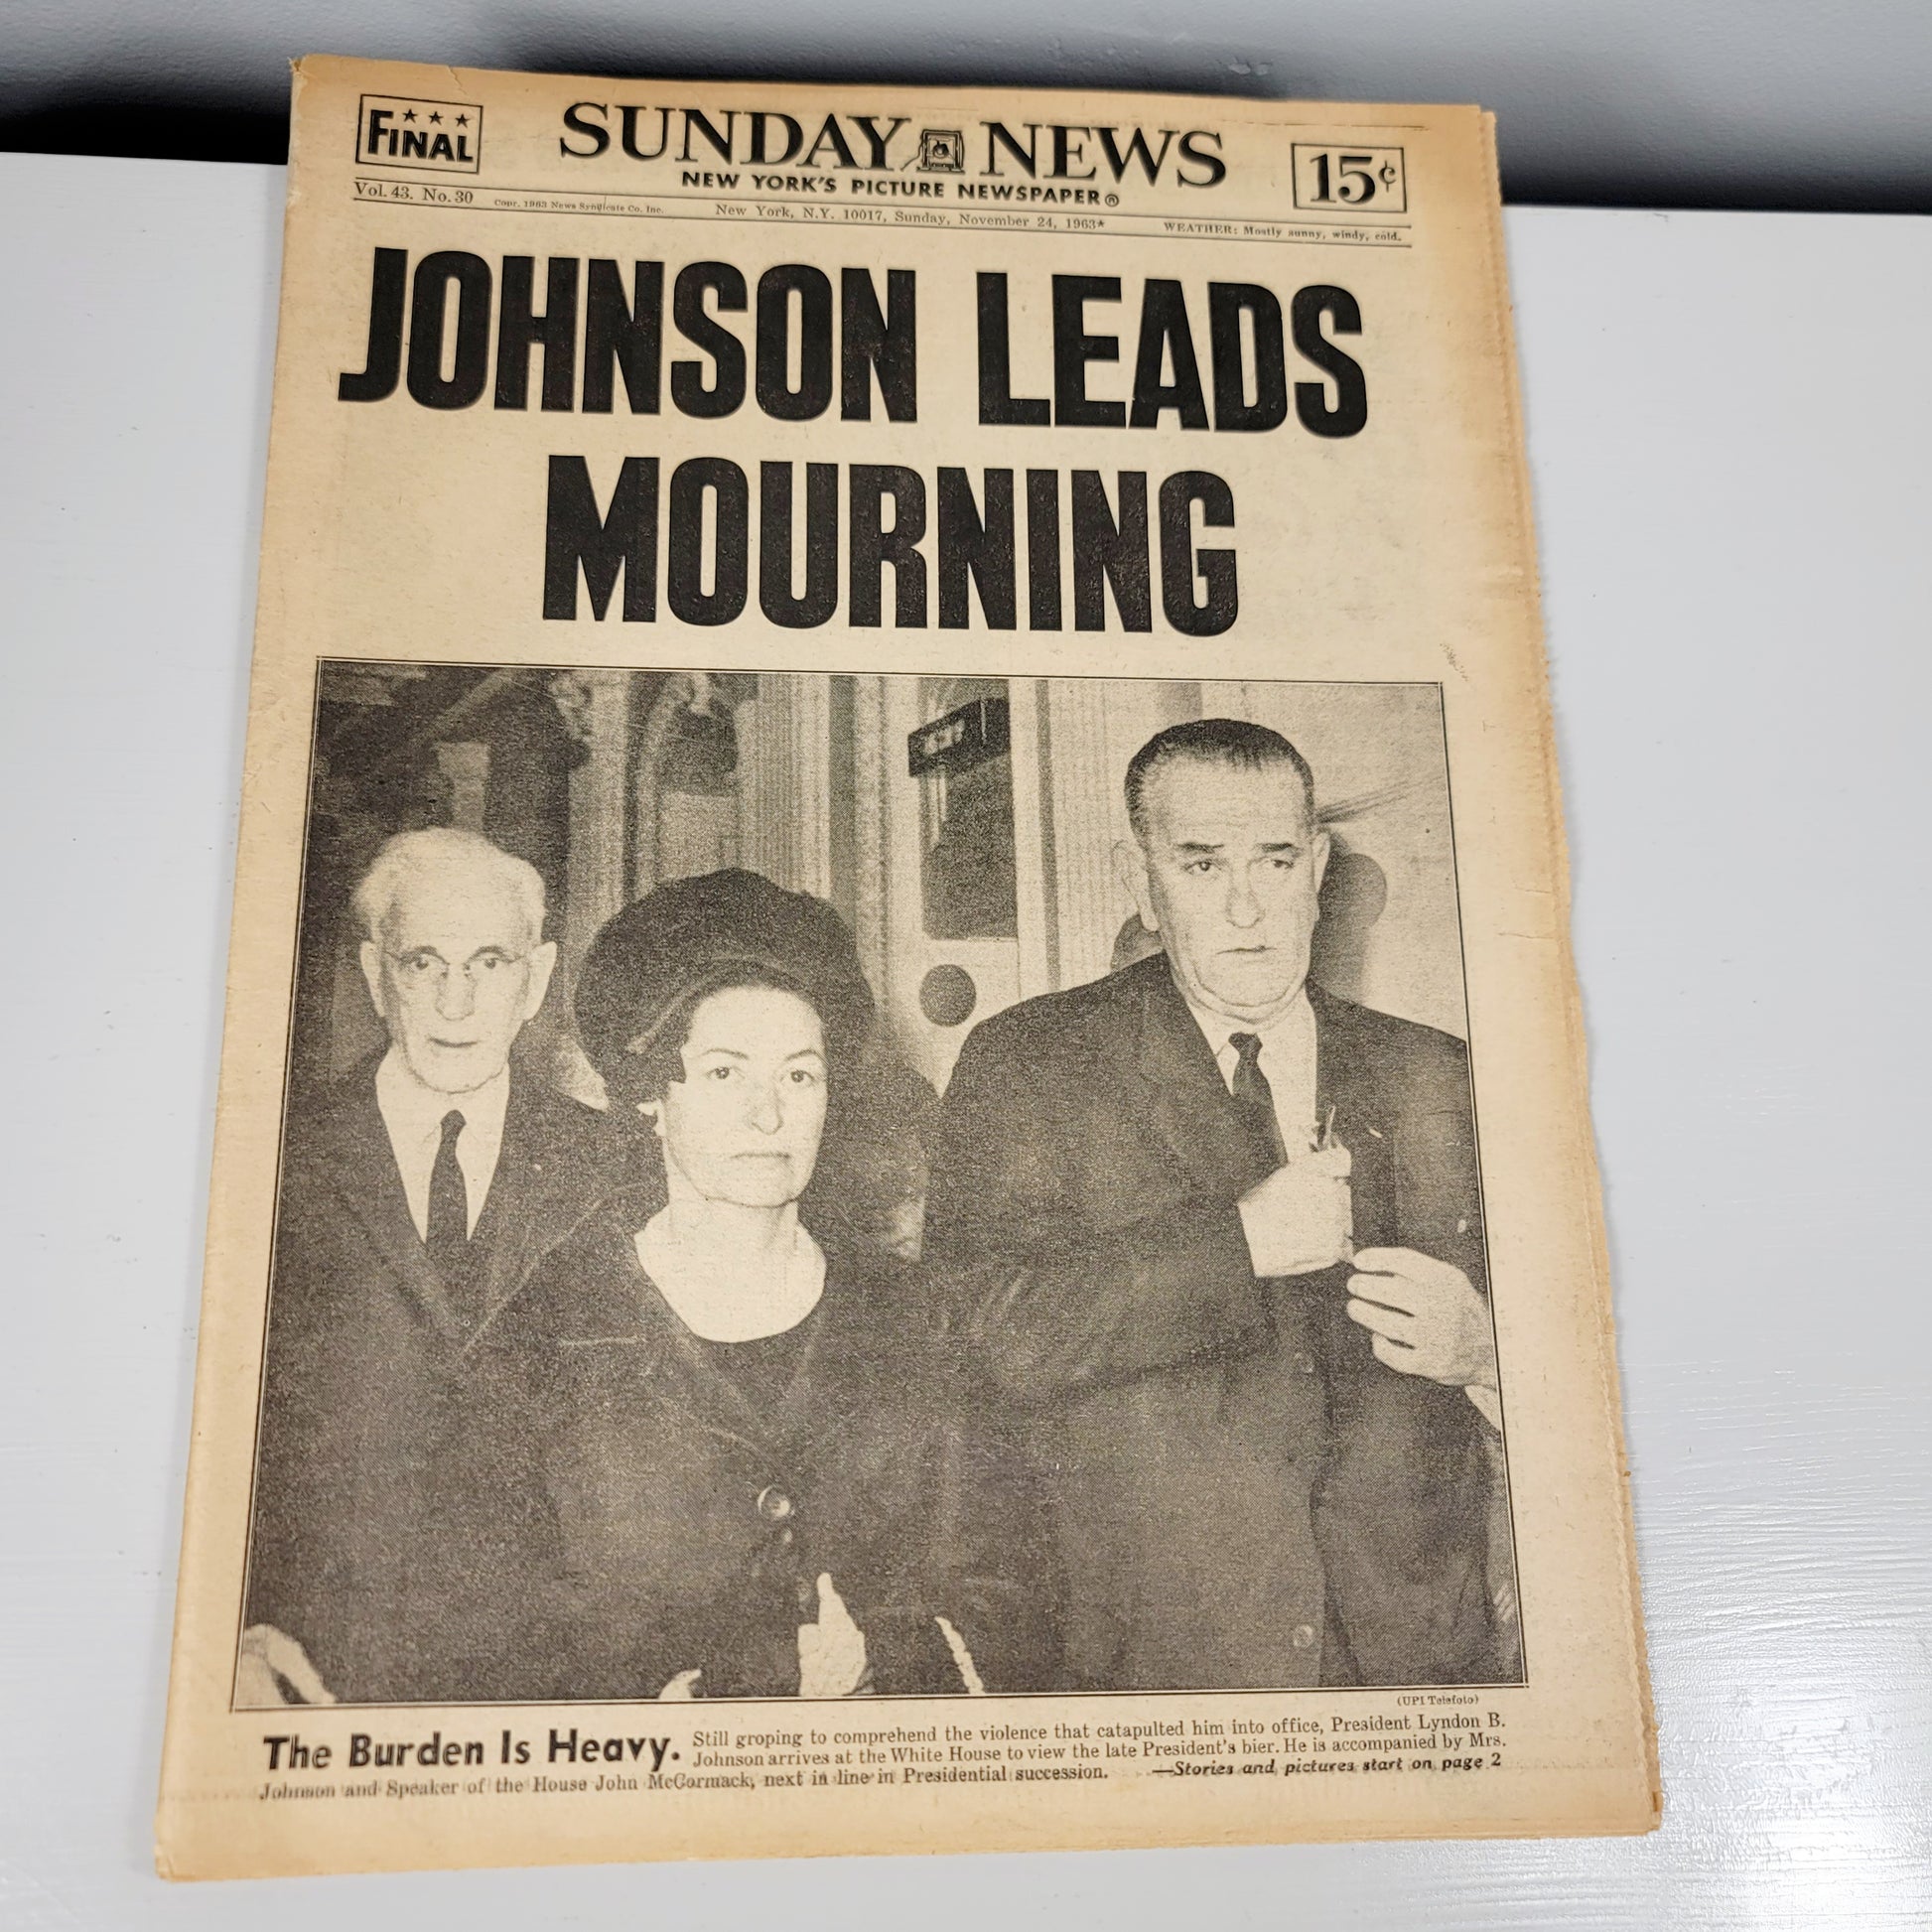 FINAL
SUNDAY NEWS
NEW YORK'S PICTURE NEWSPAPER®
15¢
Vol. 43. No. 30 Copr. 1963 News Syndicate Co. Inc. New York, N.Y. 10017, Sunday, November 24, 1963★ WEATHER: Mostly sunny, windy, cold.
JOHNSON LEADS
MOURNING
(UPI Telefoto)
The Burden Is Heavy. Still groping to comprehend the violence that catapulted him into office, President Lyndon B.
Johnson arrives at the White House to view the late President's bier. He is accompanied by Mrs.
Johnson and Speaker of the House John McCormack, next in line in Presidential succession. —Stories and pictures start on page 2